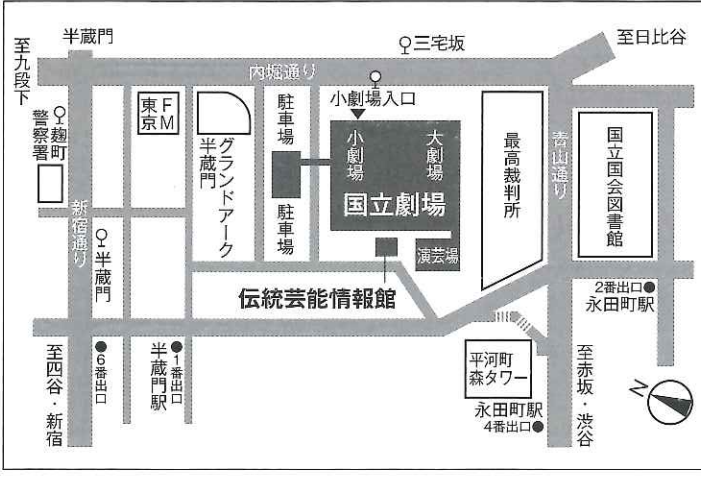 至九段下
半蔵門
三宅坂
至日比谷
内堀通り
麹町
警察署
東京
FM
グランドアーク
半蔵門
駐車場
駐車場
小劇場入口
小劇場
大劇場
国立劇場
演芸場
伝統芸能情報館
最高裁判所
青山通り
国立国会図書館
新宿通り
半蔵門
2番出口
永田町駅
至四谷・新宿
6番出口
半蔵門駅
1番出口
平河町
森タワー
永田町駅
4番出口
至赤坂・渋谷
N